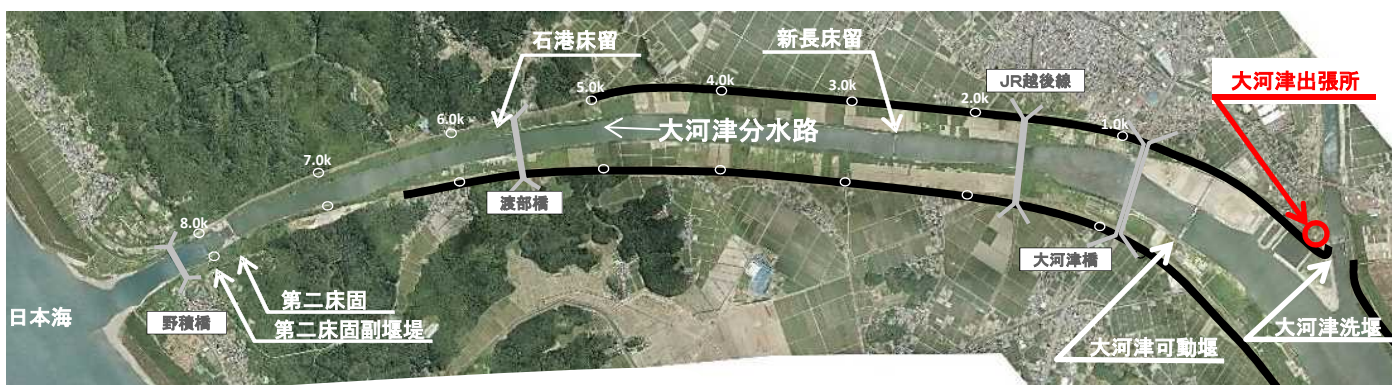 石港床留
新長床留
JR越後線
大河津出張所
5.0k
4.0k
3.0k
2.0k
1.0k
6.0k
←大河津分水路
7.0k
渡部橋
8.0k
大河津橋
第二床固
日本海
野積橋
第二床固副堰堤
大河津可動堰
大河津洗堰